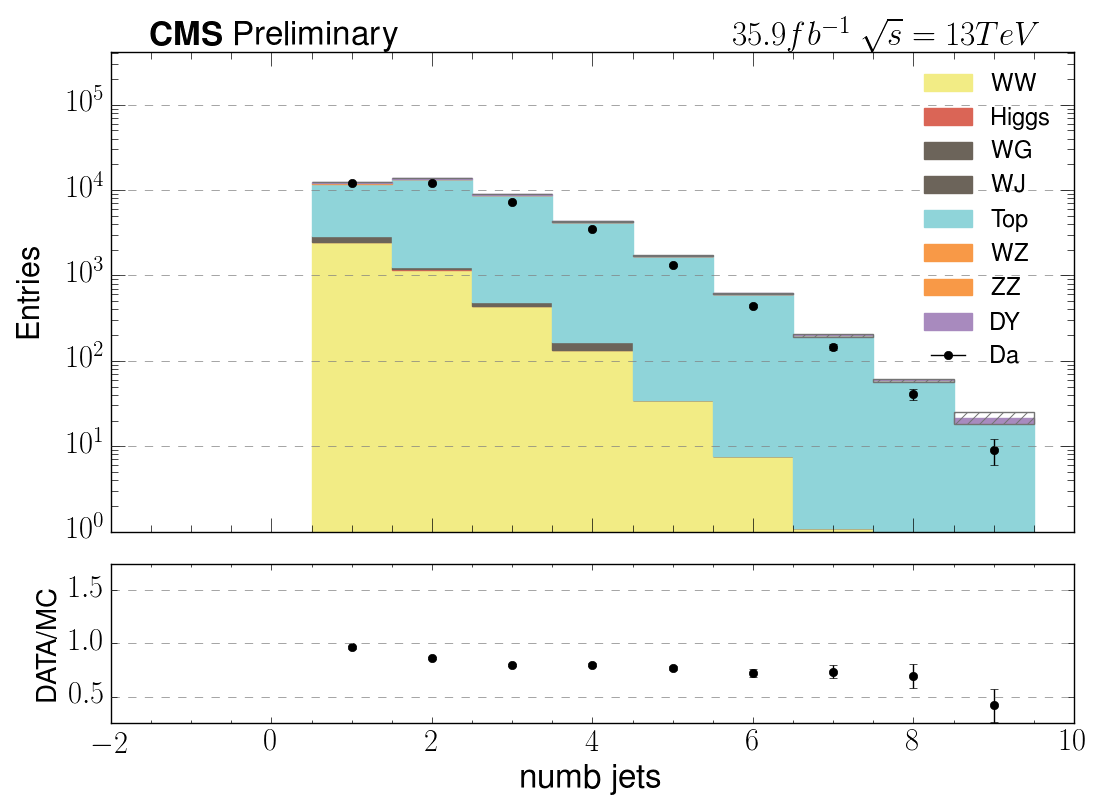 CMS Preliminary 35.9fb⁻¹ √s = 13TeV
WW
Higgs
WG
WJ
Top
WZ
ZZ
DY
Da
Entries
10⁵
10⁴
10³
10²
10¹
10⁰
DATA/MC
1.5
1.0
0.5
−2 0 2 4 6 8 10
numb jets